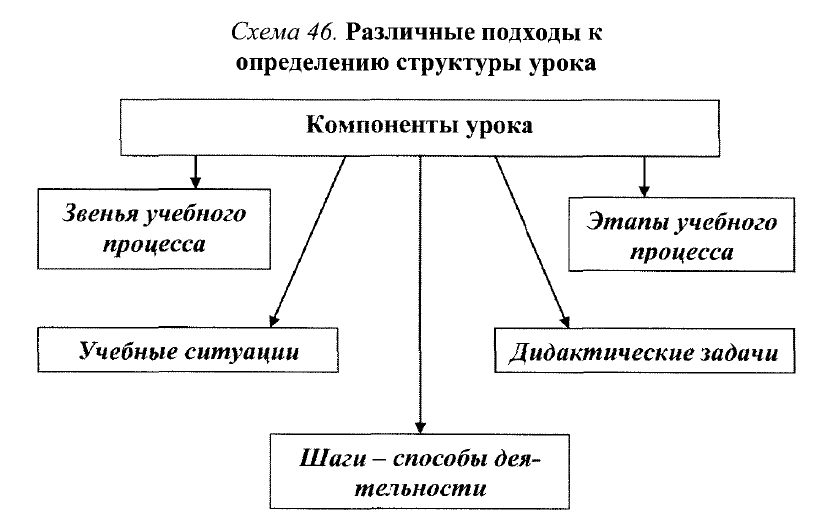 Схема 46. Различные подходы к
определению структуры урока
Компоненты урока
Звенья учебного
процесса
Этапы учебного
процесса
Учебные ситуации
Дидактические задачи
Шаги – способы дея-
тельности